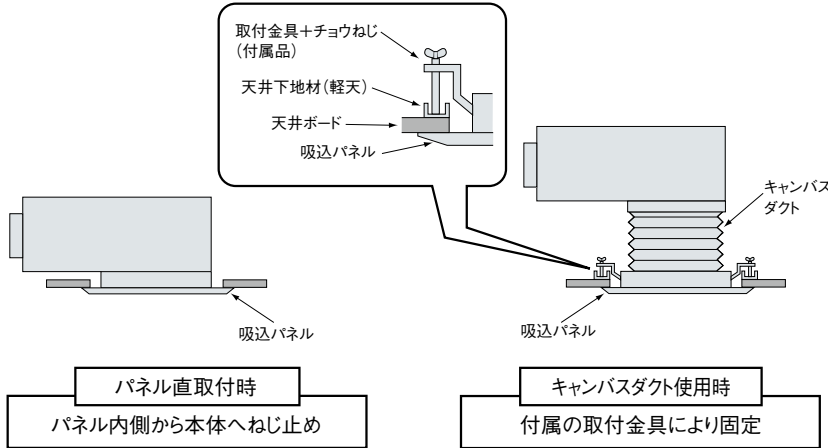 取付金具＋チョウねじ
(付属品)
天井下地材(軽天)
天井ボード
吸込パネル
キャンバス
ダクト
吸込パネル
吸込パネル
パネル直取付時
パネル内側から本体へねじ止め
キャンバスダクト使用時
付属の取付金具により固定